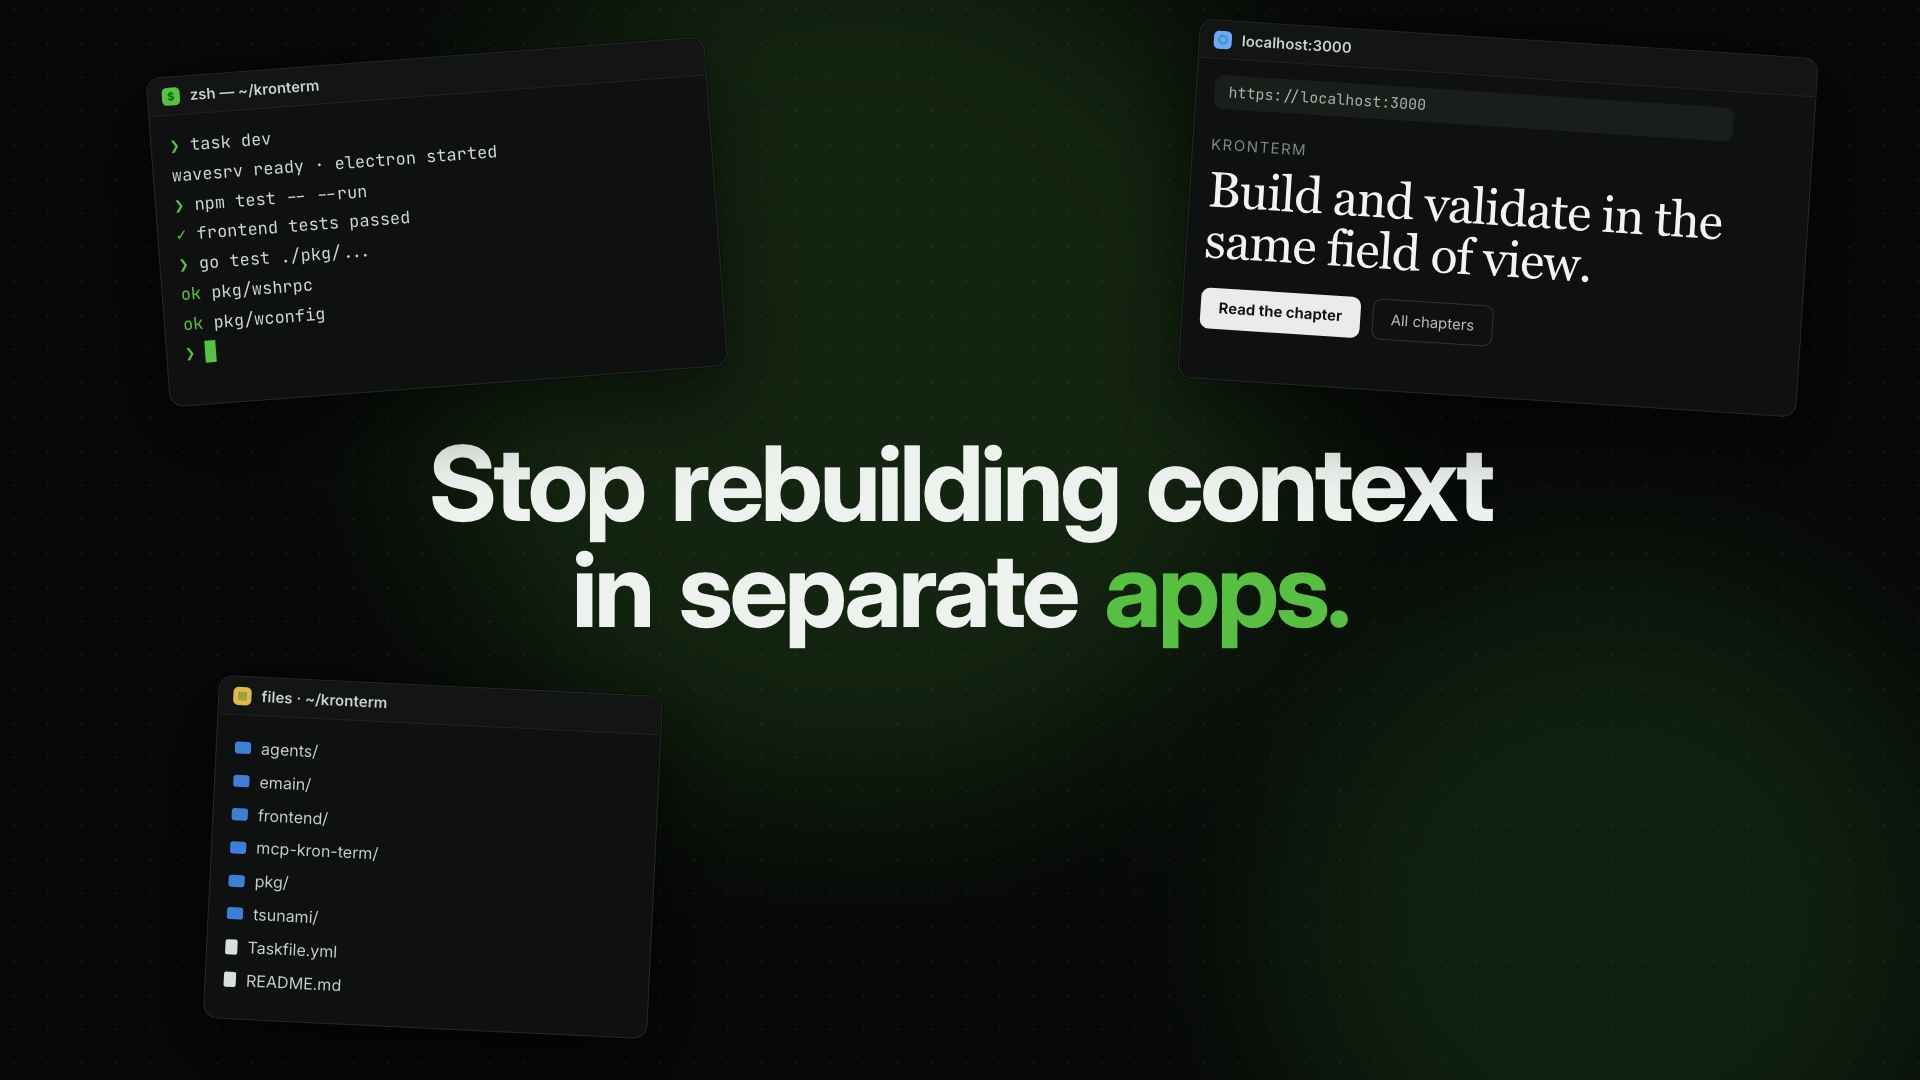 $ zsh — ~/kronterm
❯ task dev
wavesrv ready · electron started
❯ npm test -- --run
✓ frontend tests passed
❯ go test ./pkg/...
ok pkg/wshrpc
ok pkg/wconfig
❯
localhost:3000
https://localhost:3000
KRONTERM
Build and validate in the
same field of view.
Read the chapter
All chapters
Stop rebuilding context
in separate apps.
files · ~/kronterm
agents/
emain/
frontend/
mcp-kron-term/
pkg/
tsunami/
Taskfile.yml
README.md